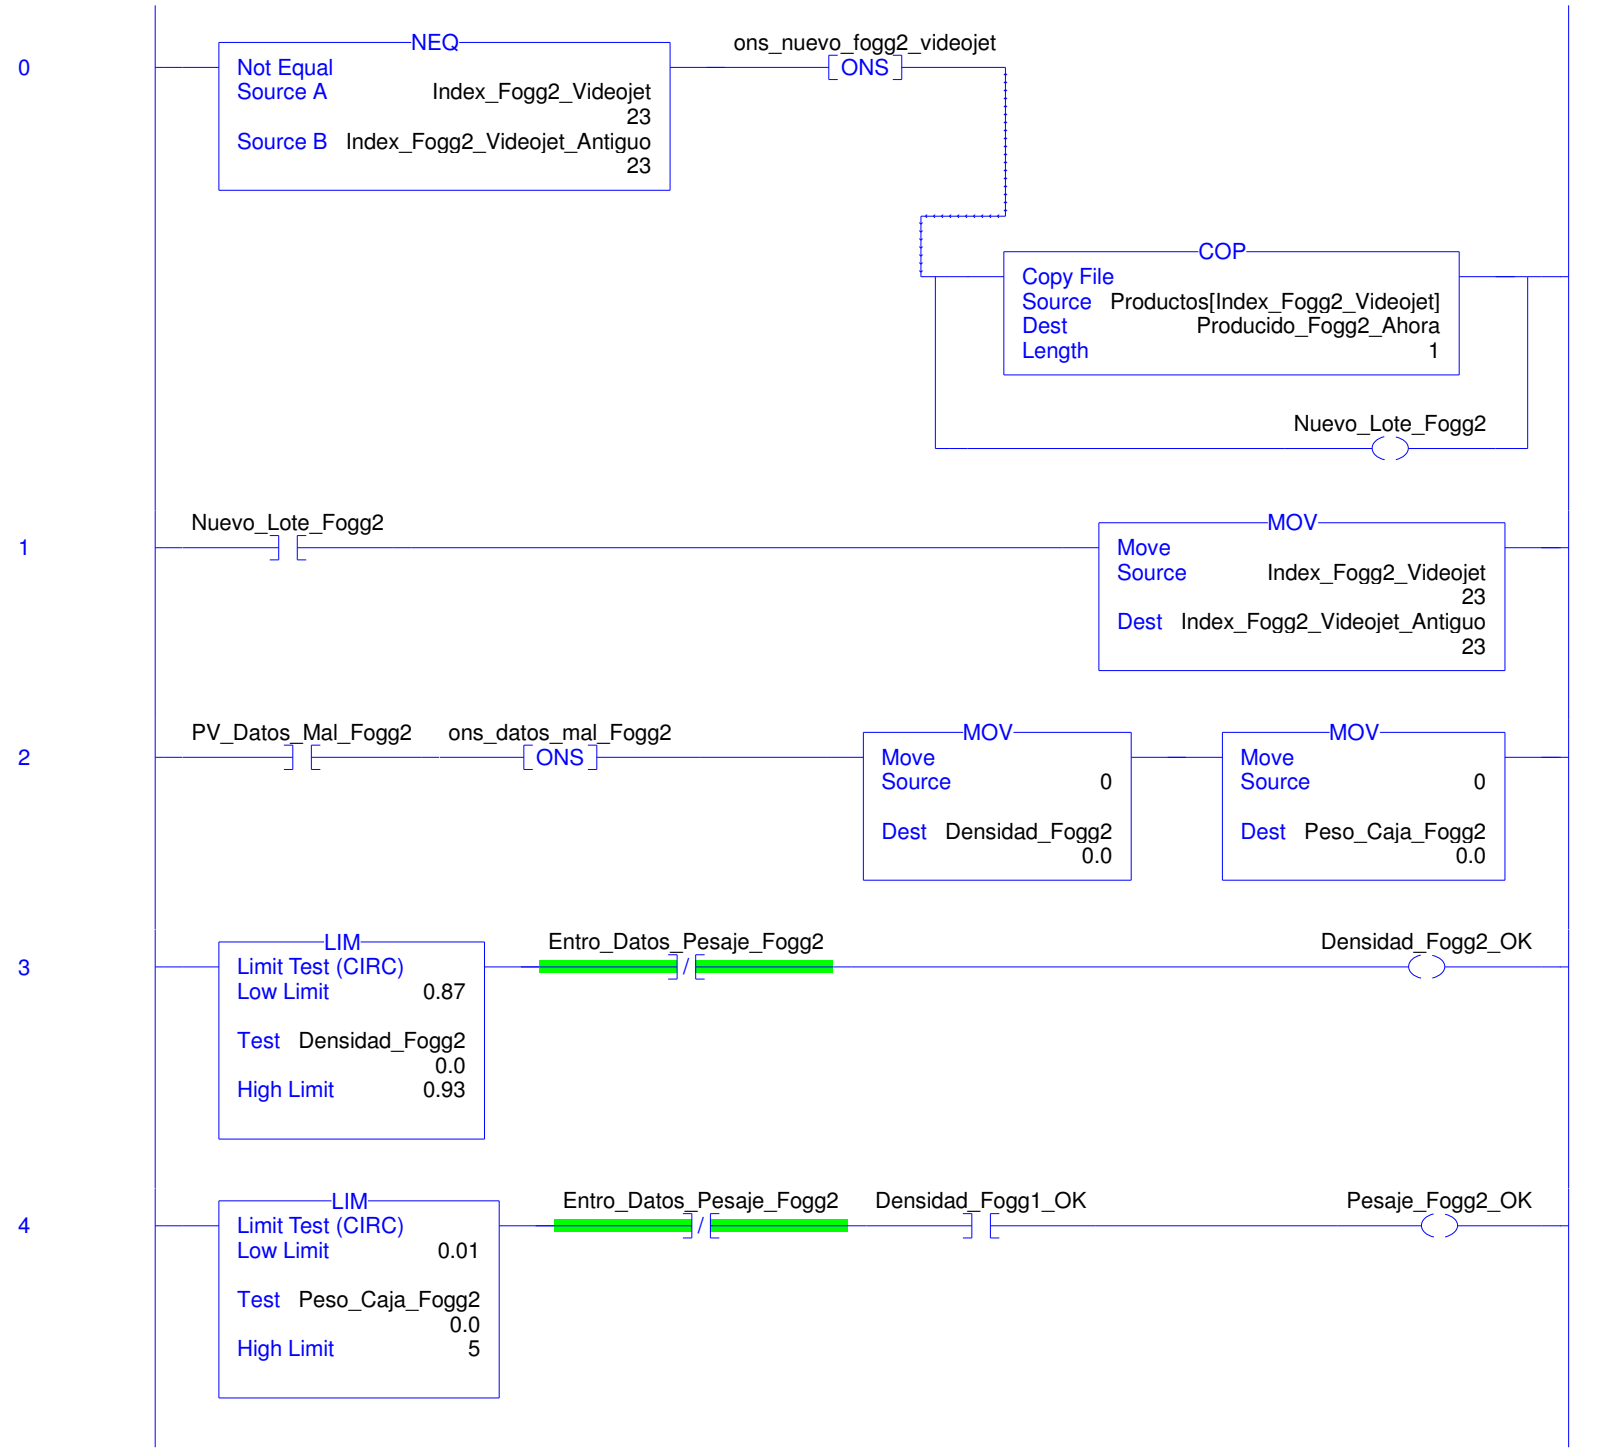 0
NEQ
Not Equal
Source A Index_Fogg2_Videojet
23
Source B Index_Fogg2_Videojet_Antiguo
23
ons_nuevo_fogg2_videojet
ONS
COP
Copy File
Source Productos[Index_Fogg2_Videojet]
Dest Producido_Fogg2_Ahora
Length 1
Nuevo_Lote_Fogg2
1
Nuevo_Lote_Fogg2
MOV
Move
Source Index_Fogg2_Videojet
23
Dest Index_Fogg2_Videojet_Antiguo
23
2
PV_Datos_Mal_Fogg2
ons_datos_mal_Fogg2
ONS
MOV
Move
Source 0
Dest Densidad_Fogg2
0.0
MOV
Move
Source 0
Dest Peso_Caja_Fogg2
0.0
3
LIM
Limit Test (CIRC)
Low Limit 0.87
Test Densidad_Fogg2
0.0
High Limit 0.93
Entro_Datos_Pesaje_Fogg2
/
Densidad_Fogg2_OK
4
LIM
Limit Test (CIRC)
Low Limit 0.01
Test Peso_Caja_Fogg2
0.0
High Limit 5
Entro_Datos_Pesaje_Fogg2
/
Densidad_Fogg1_OK
Pesaje_Fogg2_OK